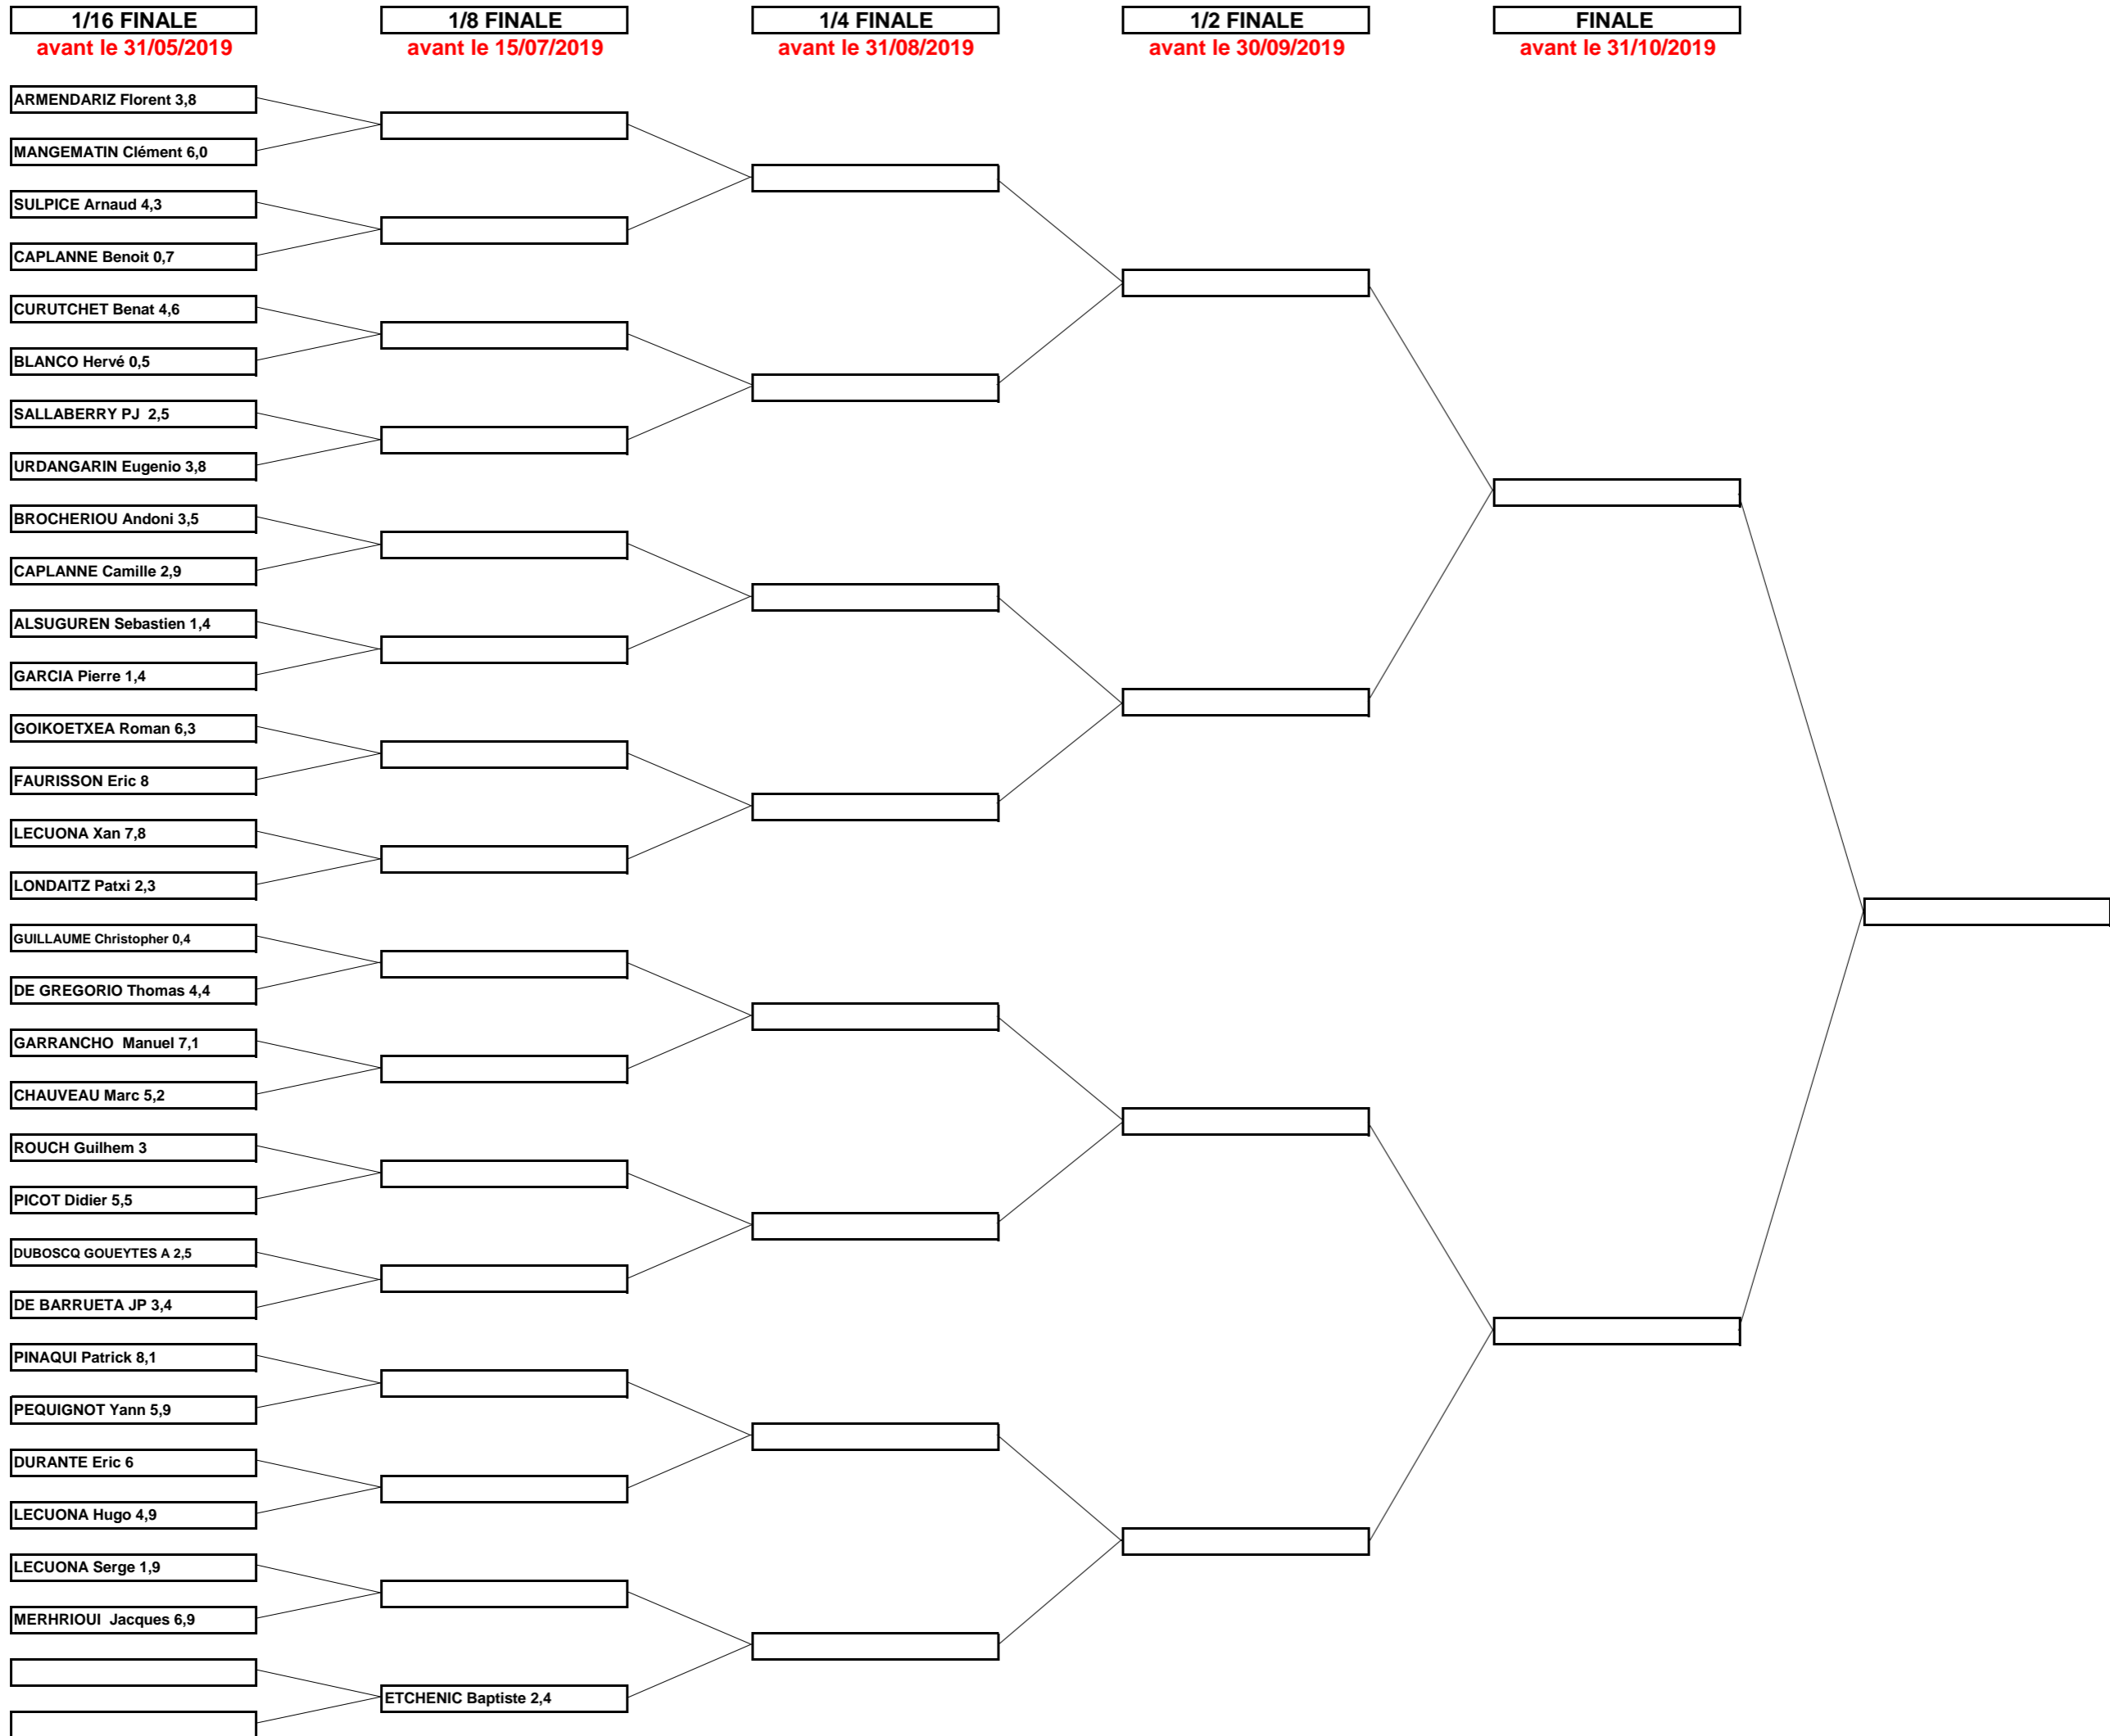 1/16 FINALE
1/8 FINALE
1/4 FINALE
1/2 FINALE
FINALE
avant le 31/05/2019
avant le 15/07/2019
avant le 31/08/2019
avant le 30/09/2019
avant le 31/10/2019
ARMENDARIZ Florent 3,8
MANGEMATIN Clément 6,0
SULPICE Arnaud 4,3
CAPLANNE Benoit 0,7
CURUTCHET Benat 4,6
BLANCO Hervé 0,5
SALLABERRY PJ 2,5
URDANGARIN Eugenio 3,8
BROCHERIOU Andoni 3,5
CAPLANNE Camille 2,9
ALSUGUREN Sebastien 1,4
GARCIA Pierre 1,4
GOIKOETXEA Roman 6,3
FAURISSON Eric 8
LECUONA Xan 7,8
LONDAITZ Patxi 2,3
GUILLAUME Christopher 0,4
DE GREGORIO Thomas 4,4
GARRANCHO Manuel 7,1
CHAUVEAU Marc 5,2
ROUCH Guilhem 3
PICOT Didier 5,5
DUBOSCQ GOUEYTES A 2,5
DE BARRUETA JP 3,4
PINAQUI Patrick 8,1
PEQUIGNOT Yann 5,9
DURANTE Eric 6
LECUONA Hugo 4,9
LECUONA Serge 1,9
MERHRIOUI Jacques 6,9
ETCHENIC Baptiste 2,4